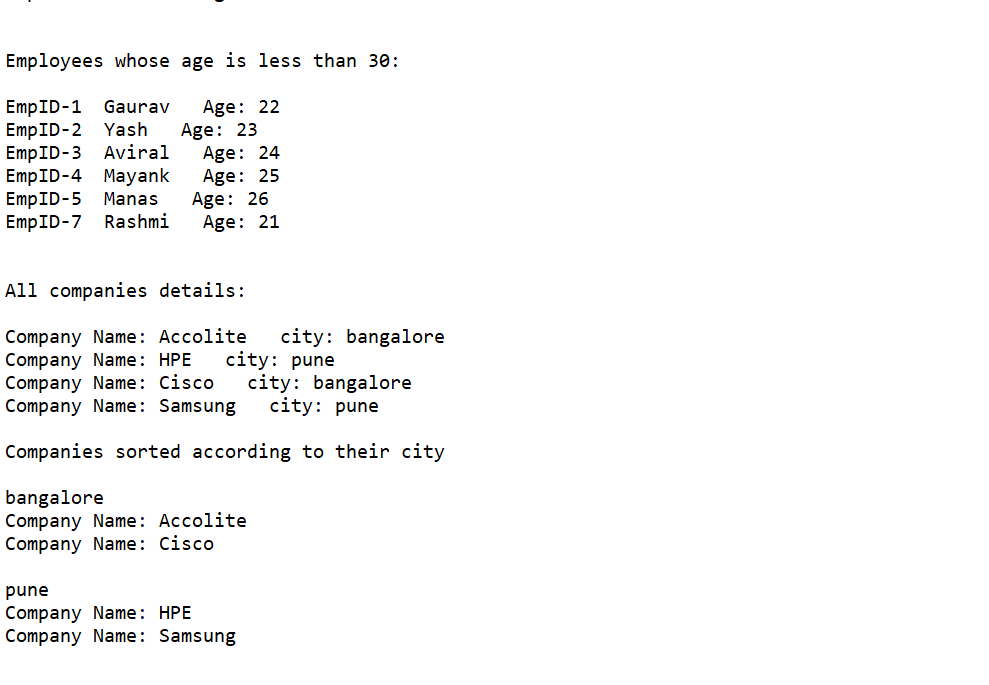 Employees whose age is less than 30:
EmpID-1  Gaurav   Age: 22
EmpID-2  Yash   Age: 23
EmpID-3  Aviral   Age: 24
EmpID-4  Mayank   Age: 25
EmpID-5  Manas   Age: 26
EmpID-7  Rashmi   Age: 21
All companies details:
Company Name: Accolite   city: bangalore
Company Name: HPE   city: pune
Company Name: Cisco   city: bangalore
Company Name: Samsung   city: pune
Companies sorted according to their city
bangalore
Company Name: Accolite
Company Name: Cisco
pune
Company Name: HPE
Company Name: Samsung